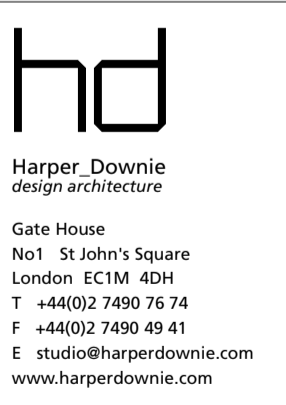 hd
Harper_Downie
design architecture
Gate House
No1 St John's Square
London EC1M 4DH
T +44(0)2 7490 76 74
F +44(0)2 7490 49 41
E studio@harperdownie.com
www.harperdownie.com